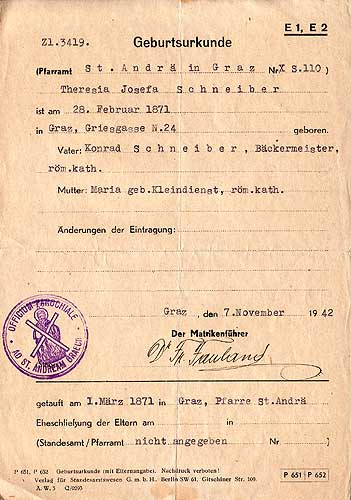 E 1, E 2
Zl.3419.
Geburtsurkunde
(Pfarramt St. Andrä in Graz Nr X S.110)
Theresia Josefa Schneiber
ist am 28. Februar 1871
in Graz, Griesgasse N.24 geboren.
Vater: Konrad Schneiber, Bäckermeister,
röm.kath.
Mutter: Maria geb.Kleindienst, röm.kath.
Änderungen der Eintragung:
Graz, den 7.November 1942
OFFICIUM PAROCHIALE
AD ST. ANDREAM GRAECII
Der Matrikenführer
getauft am 1.März 1871 in Graz, Pfarre St.Andrä
Eheschließung der Eltern am in
(Standesamt/Pfarramt nicht angegeben Nr. )
P 651, P 652 Geburtsurkunde (mit Elternangabe). Nachdruck verboten!
Verlag für Standesamtswesen G. m. b. H. Berlin SW 61, Gitschiner Str. 109.
A. W. 3 C/0293
P 651 P 652